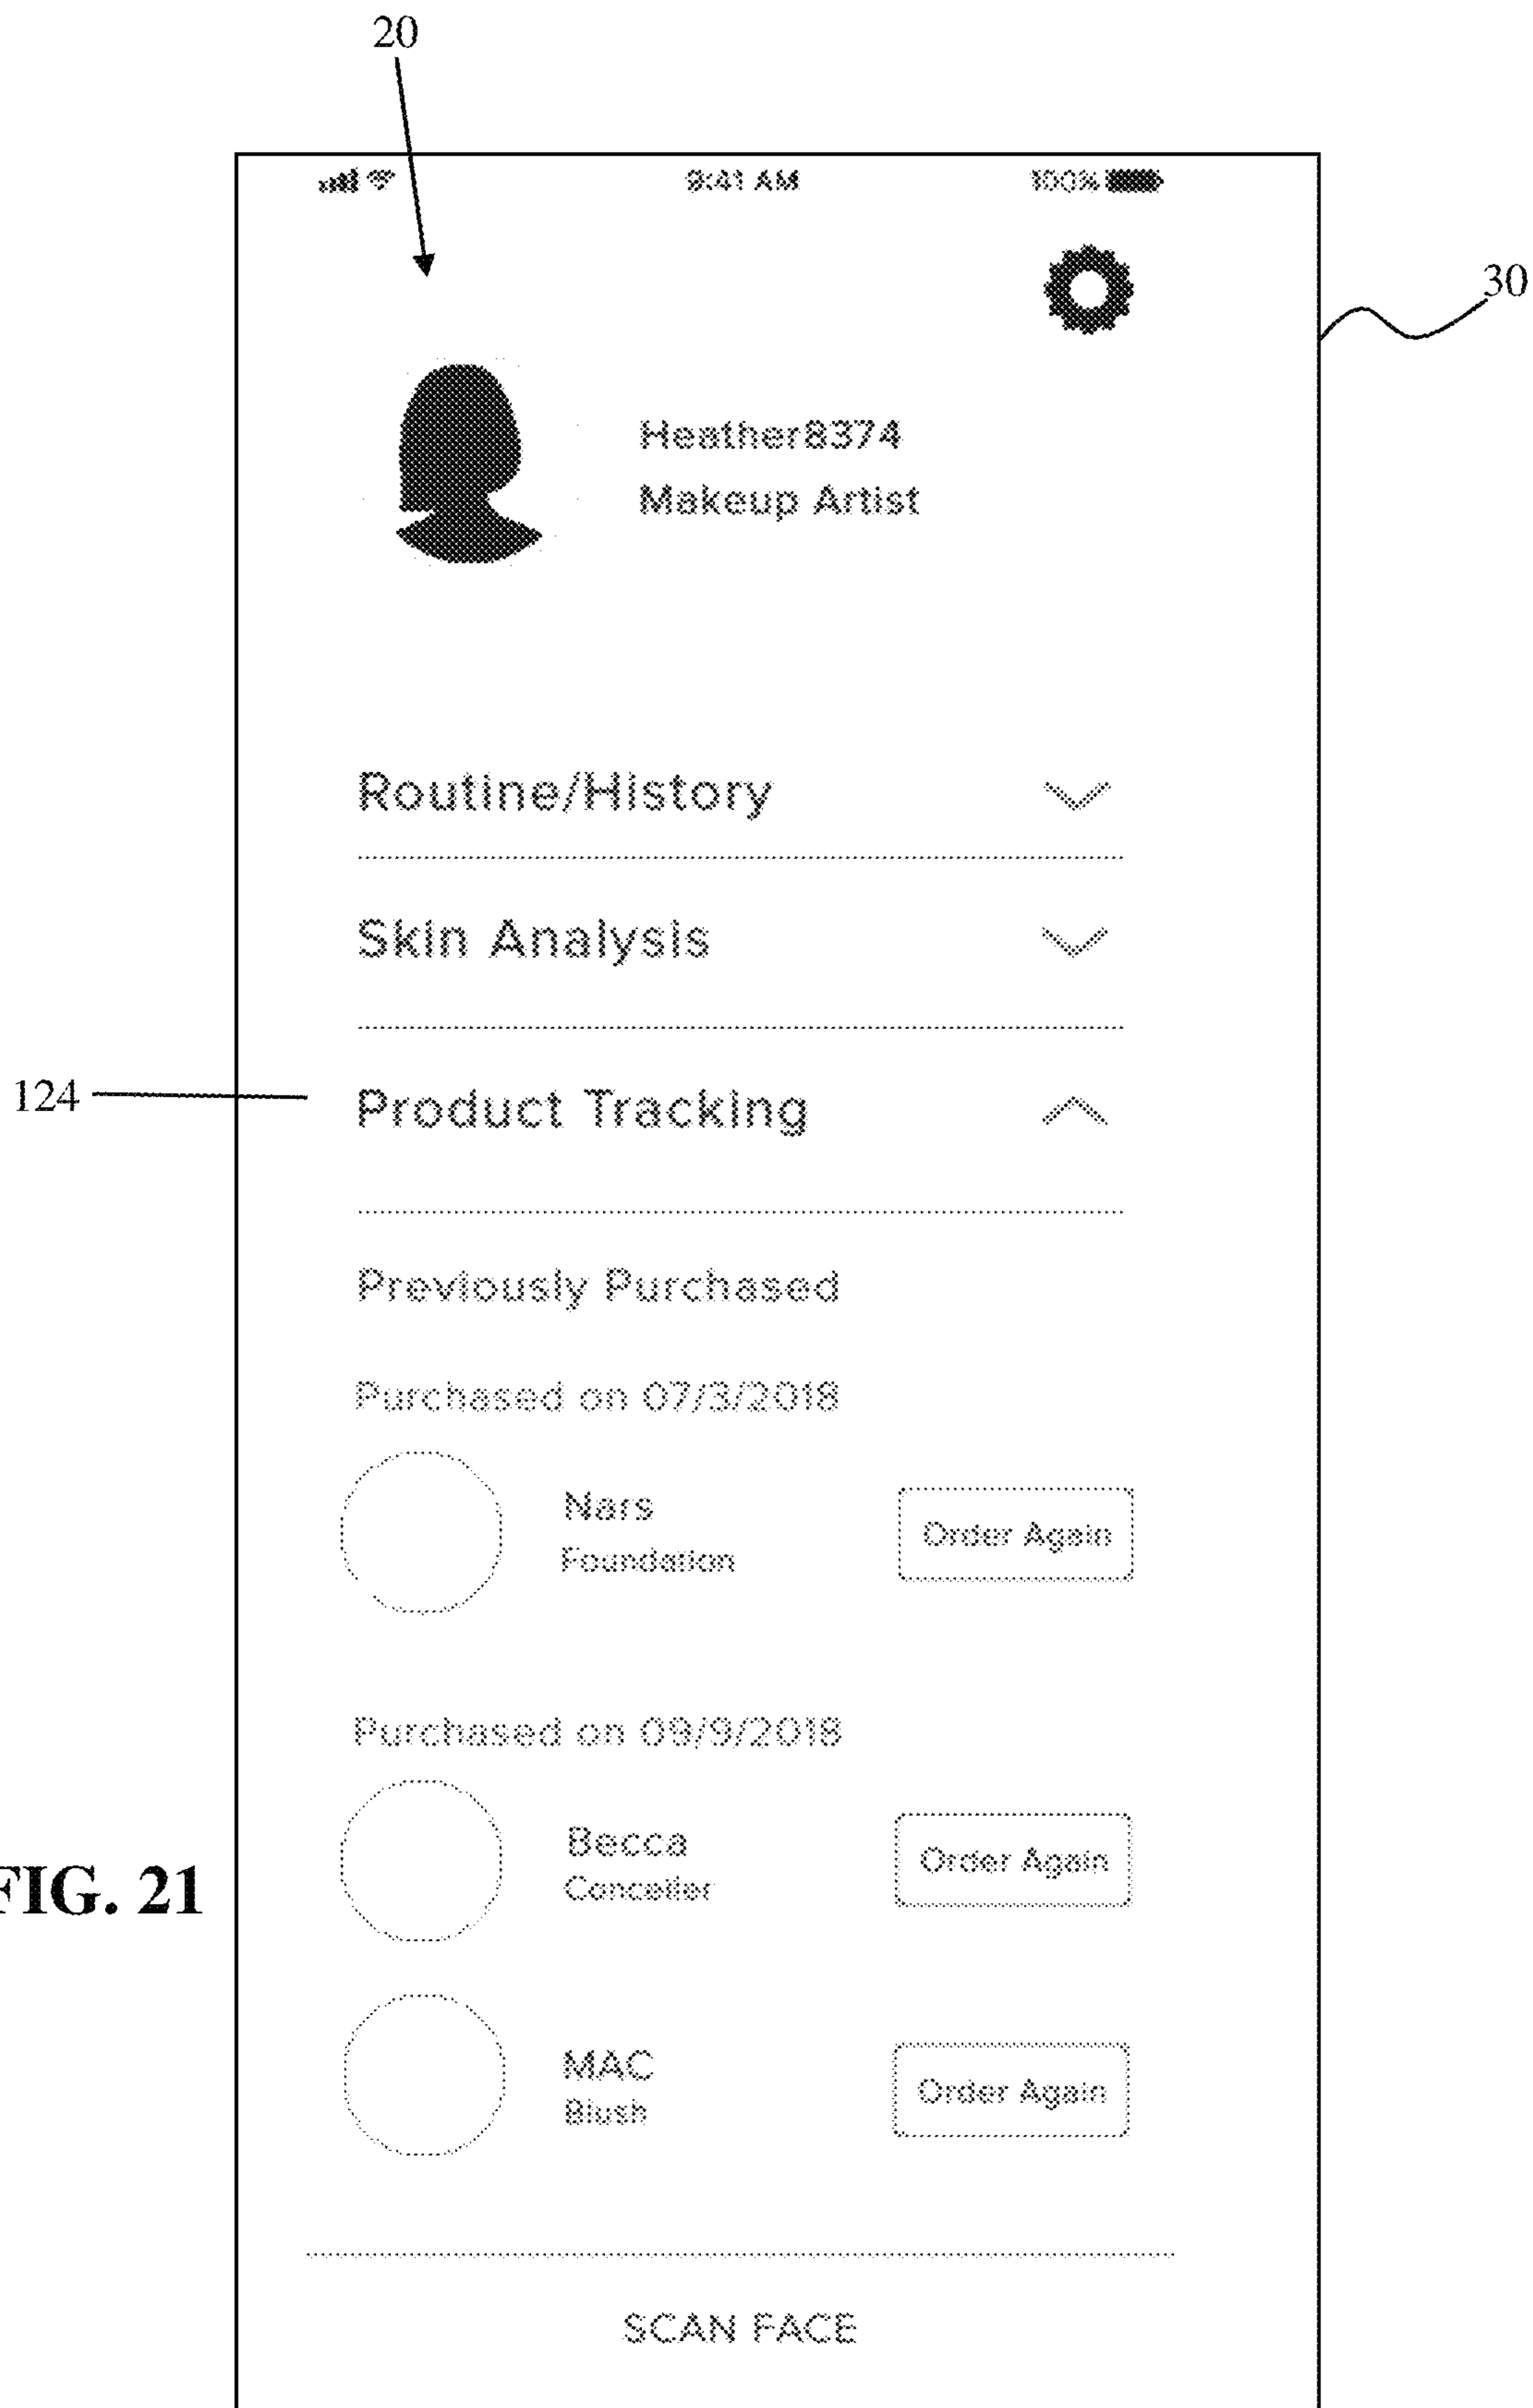 20
9:41 AM 100%
30
Heather8374
Makeup Artist
Routine/History
Skin Analysis
124
Product Tracking
Previously Purchased
Purchased on 07/3/2018
Nars
Foundation
Order Again
Purchased on 09/9/2018
Becca
Order Again
FIG. 21
MAC
Blush
Order Again
SCAN FACE